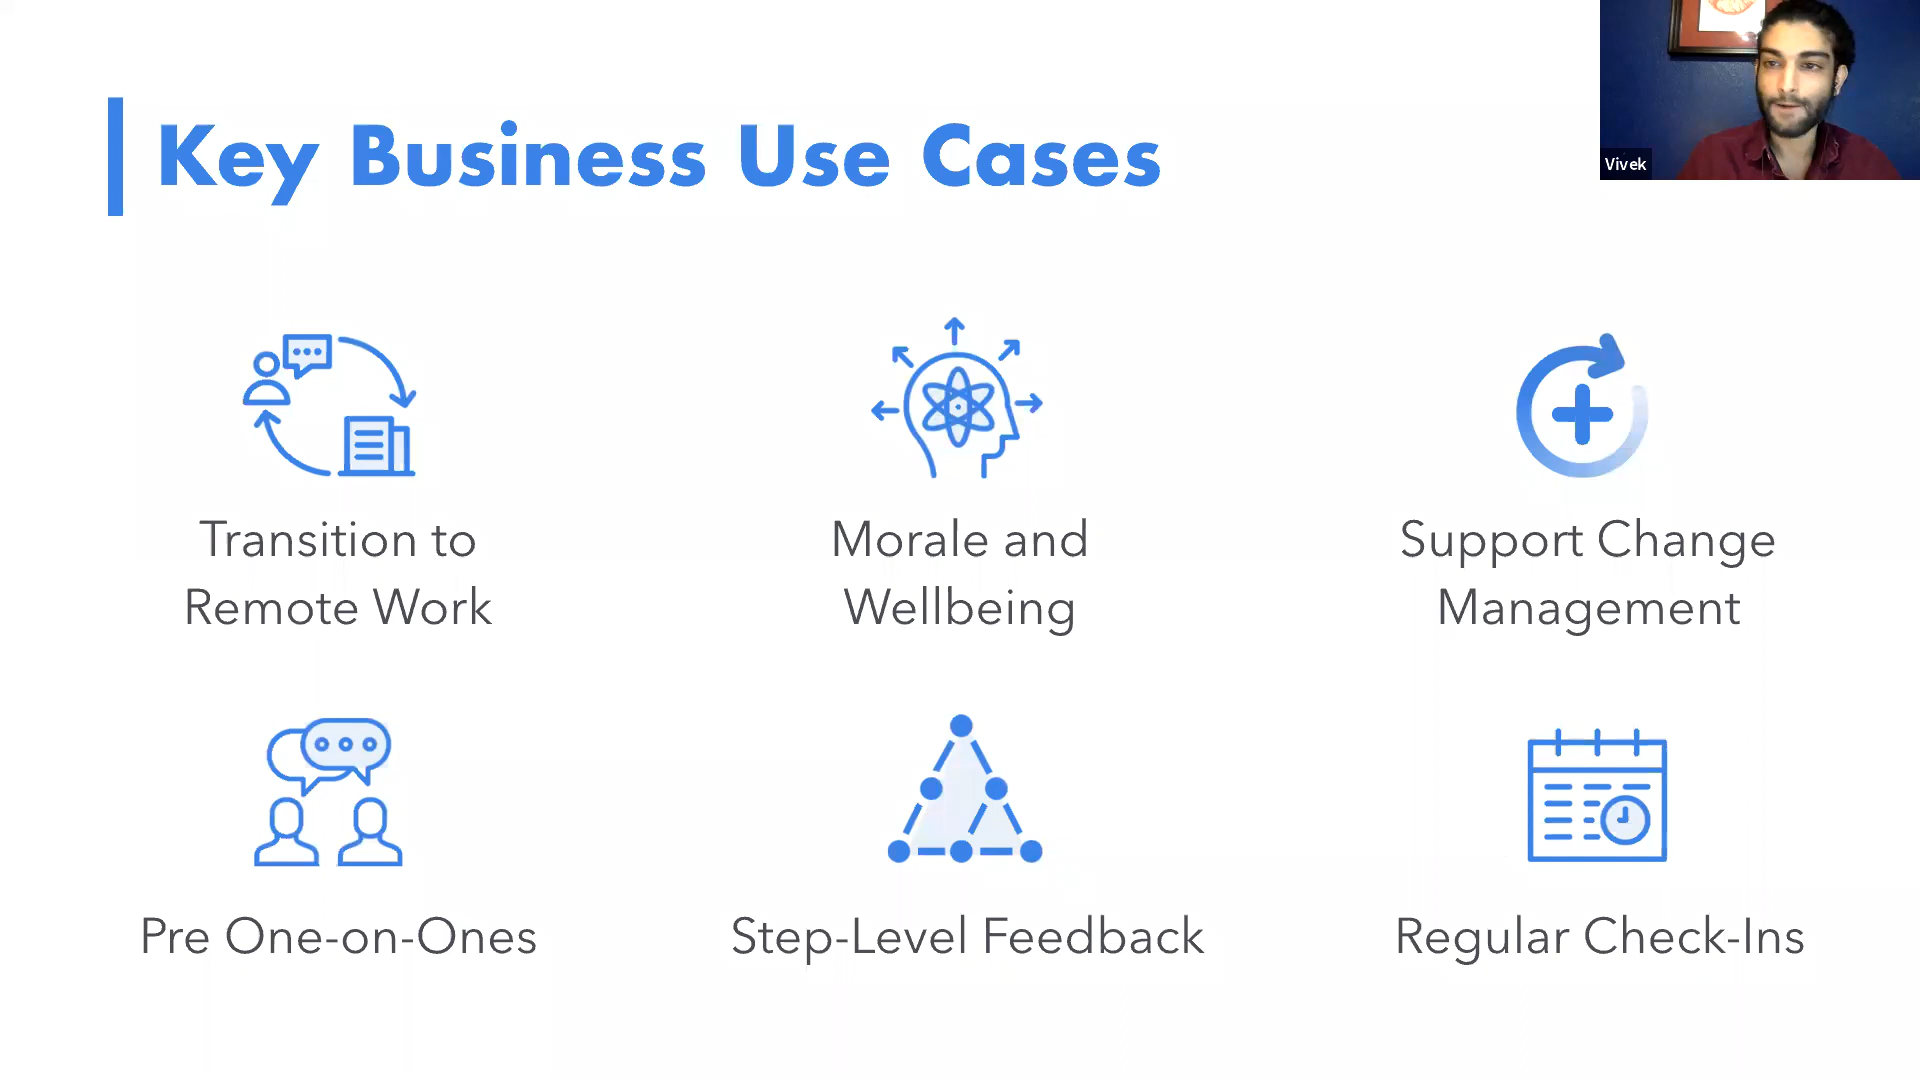 Key Business Use Cases
Vivek
Transition to
Remote Work
Morale and
Wellbeing
Support Change
Management
Pre One-on-Ones
Step-Level Feedback
Regular Check-Ins